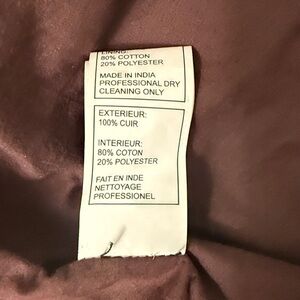 LINING:
80% COTTON
20% POLYESTER
MADE IN INDIA
PROFESSIONAL DRY
CLEANING ONLY
EXTERIEUR:
100% CUIR
INTERIEUR:
80% COTON
20% POLYESTER
FAIT EN INDE
NETTOYAGE
PROFESSIONEL